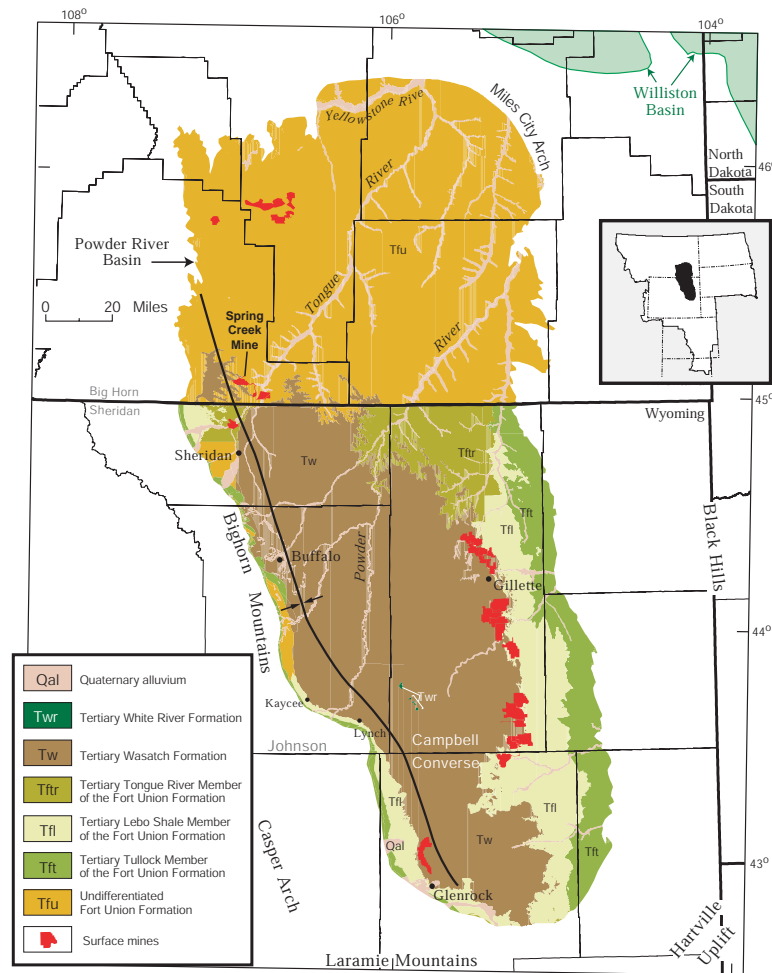 108°
106°
104°
Williston
Basin
Yellowstone Rive
Miles City Arch
River
North
Dakota
South
Dakota
46°
Powder River
Basin
Tfu
0 20 Miles
Tongue
River
Spring
Creek
Mine
Big Horn
Sheridan
Wyoming
45°
Sheridan
Tw
Tftr
Tft
Tfl
Bighorn
Mountains
Buffalo
Powder
Gillette
Black Hills
44°
Qal Quaternary alluvium
Twr Tertiary White River Formation
Tw Tertiary Wasatch Formation
Tftr Tertiary Tongue River Member
of the Fort Union Formation
Tfl Tertiary Lebo Shale Member
of the Fort Union Formation
Tft Tertiary Tullock Member
of the Fort Union Formation
Tfu Undifferentiated
Fort Union Formation
Surface mines
Kaycee
Lynch
Twr
Johnson
Campbell
Converse
Tfl
Tfl
Qal
Tw
Tft
43°
Casper Arch
Glenrock
Hartville
Uplift
Laramie Mountains